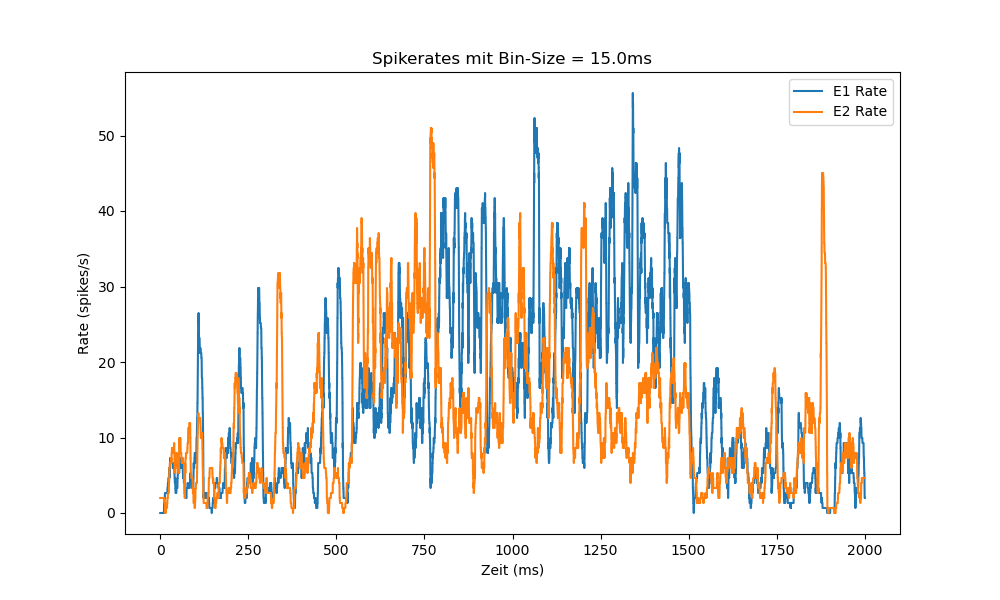 Spikerates mit Bin-Size = 15.0ms
E1 Rate
E2 Rate
Rate (spikes/s)
50
40
30
20
10
0
0 250 500 750 1000 1250 1500 1750 2000
Zeit (ms)